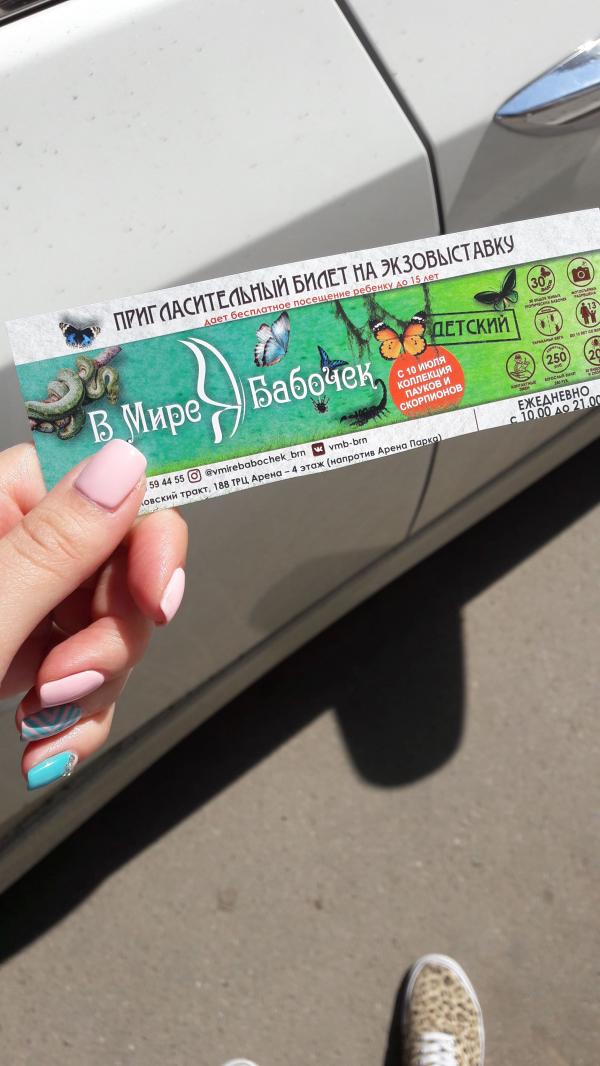 ПРИГЛАСИТЕЛЬНЫЙ БИЛЕТ НА ЭКЗОВЫСТАВКУ
дает бесплатное посещение ребенку до 15 лет
В Мире Бабочек
ДЕТСКИЙ
С 10 ИЮЛЯ
КОЛЛЕКЦИЯ
ПАУКОВ И
СКОРПИОНОВ
30
13
250
20
ЕЖЕДНЕВНО
с 10.00 до 21.00
59 44 55 @vmirebabochek_brn vmb-brn
тракт, 188 ТРЦ Арена – 4 этаж (напротив Арена Парка)